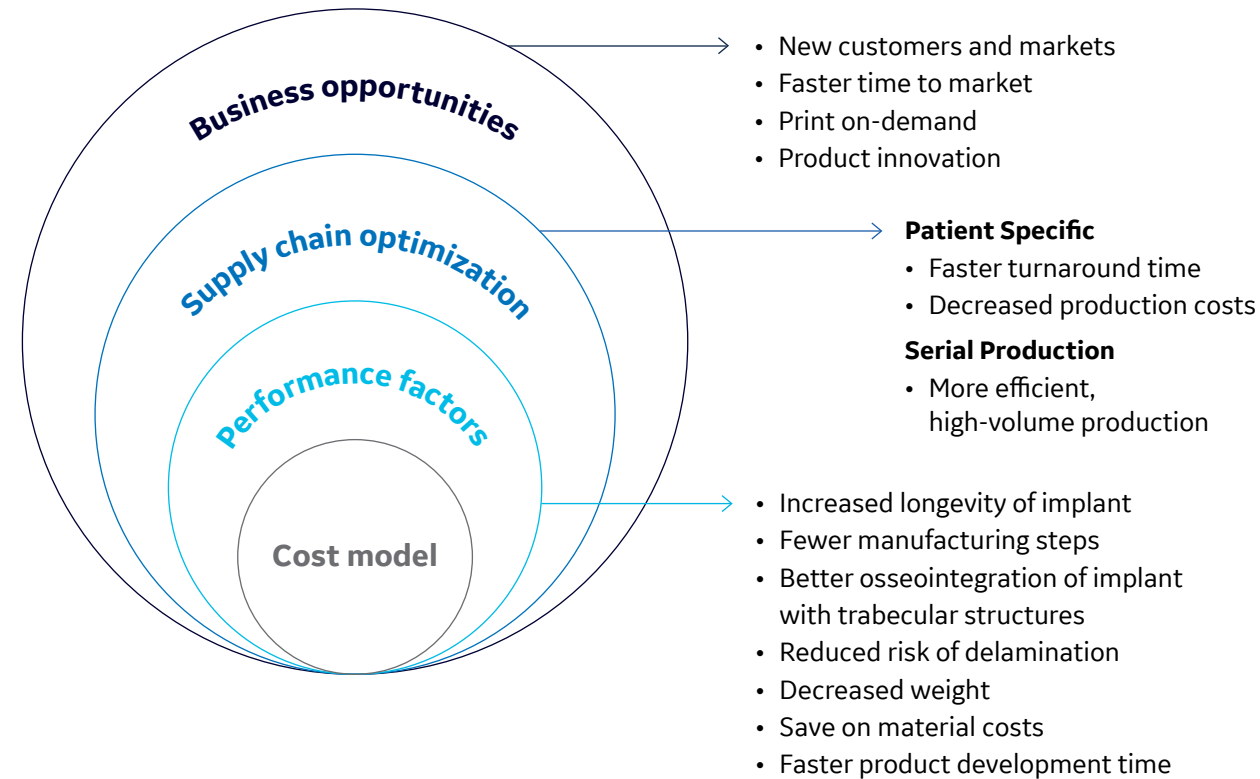 Business opportunities
• New customers and markets
• Faster time to market
• Print on-demand
• Product innovation
Supply chain optimization
Patient Specific
• Faster turnaround time
• Decreased production costs
Serial Production
• More efficient,
high-volume production
Performance factors
• Increased longevity of implant
• Fewer manufacturing steps
• Better osseointegration of implant
with trabecular structures
• Reduced risk of delamination
• Decreased weight
• Save on material costs
• Faster product development time
Cost model